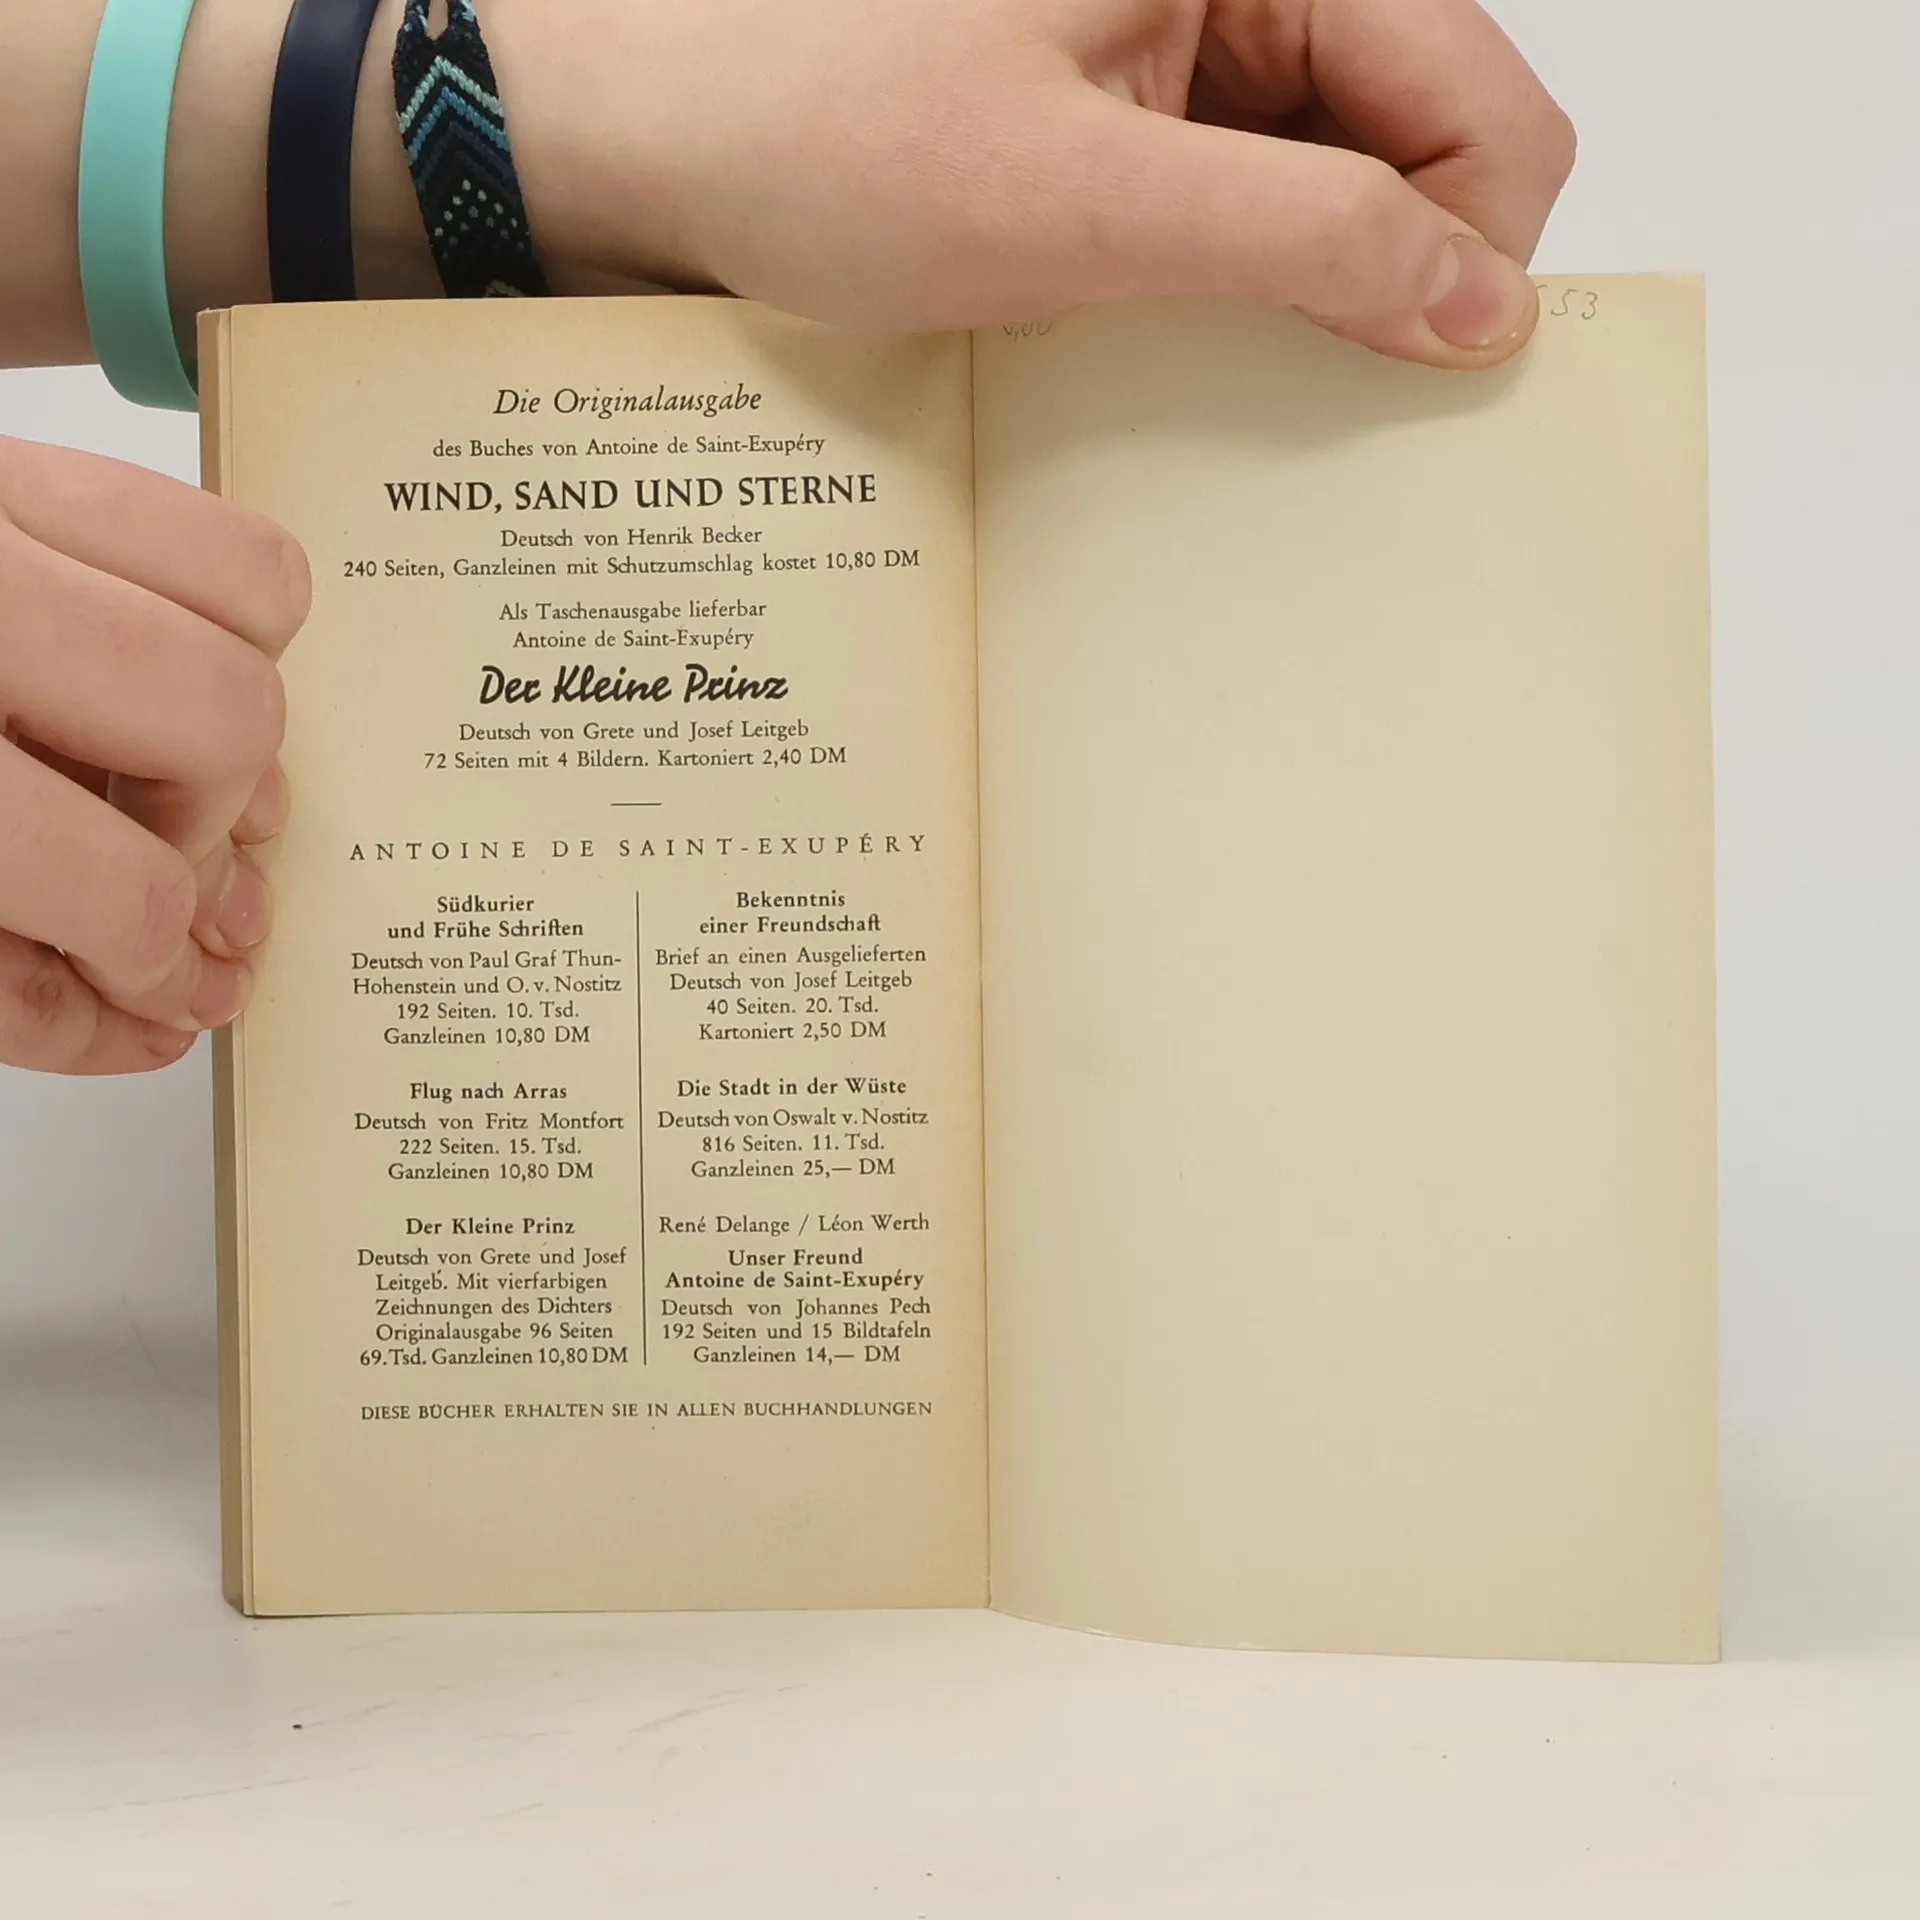 Die Originalausgabe
des Buches von Antoine de Saint-Exupéry
WIND, SAND UND STERNE
Deutsch von Henrik Becker
240 Seiten, Ganzleinen mit Schutzumschlag kostet 10,80 DM
Als Taschenausgabe lieferbar
Antoine de Saint-Exupéry
Der Kleine Prinz
Deutsch von Grete und Josef Leitgeb
72 Seiten mit 4 Bildern. Kartoniert 2,40 DM
ANTOINE DE SAINT-EXUPÉRY
Südkurier
und Frühe Schriften
Deutsch von Paul Graf Thun-
Hohenstein und O. v. Nostitz
192 Seiten. 10. Tsd.
Ganzleinen 10,80 DM
Flug nach Arras
Deutsch von Fritz Montfort
222 Seiten. 15. Tsd.
Ganzleinen 10,80 DM
Der Kleine Prinz
Deutsch von Grete und Josef
Leitgeb. Mit vierfarbigen
Zeichnungen des Dichters
Originalausgabe 96 Seiten
69. Tsd. Ganzleinen 10,80 DM
Bekenntnis
einer Freundschaft
Brief an einen Ausgelieferten
Deutsch von Josef Leitgeb
40 Seiten. 20. Tsd.
Kartoniert 2,50 DM
Die Stadt in der Wüste
Deutsch von Oswalt v. Nostitz
816 Seiten. 11. Tsd.
Ganzleinen 25,— DM
René Delange / Léon Werth
Unser Freund
Antoine de Saint-Exupéry
Deutsch von Johannes Pech
192 Seiten und 15 Bildtafeln
Ganzleinen 14,— DM
DIESE BÜCHER ERHALTEN SIE IN ALLEN BUCHHANDLUNGEN
53